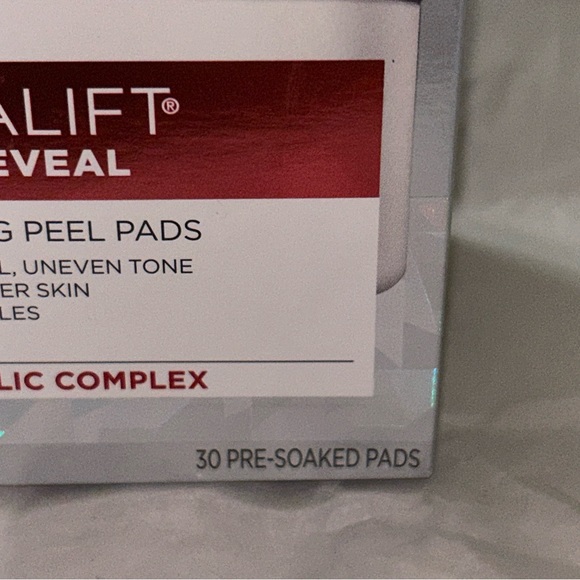 ALIFT®
EVEAL
G PEEL PADS
L, UNEVEN TONE
ER SKIN
LES
LIC COMPLEX
30 PRE-SOAKED PADS